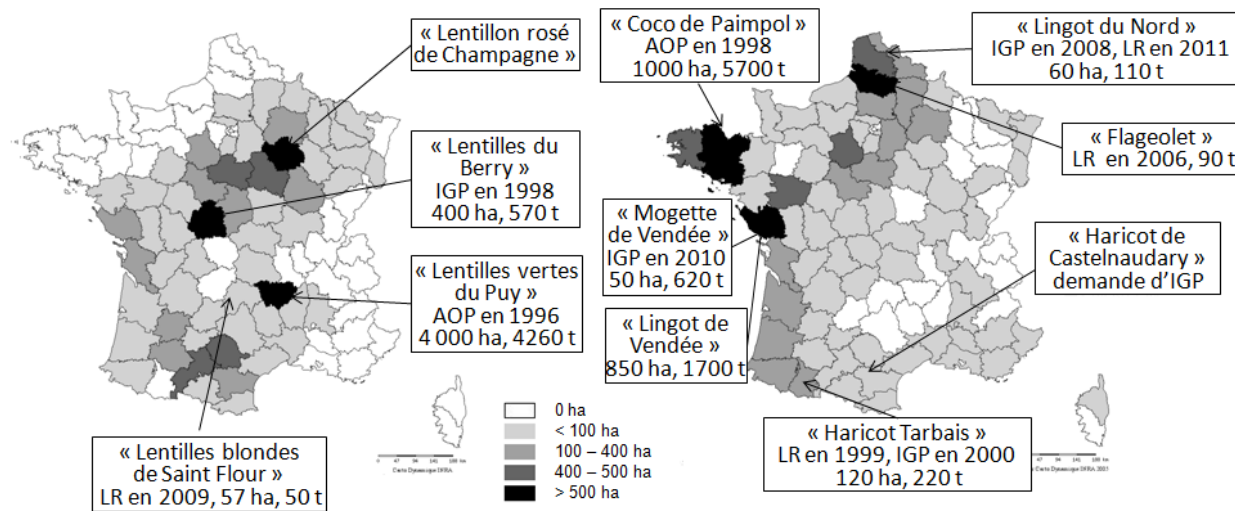 « Lentillon rosé
de Champagne »
« Lentilles du
Berry »
IGP en 1998
400 ha, 570 t
« Lentilles vertes
du Puy »
AOP en 1996
4 000 ha, 4260 t
« Lentilles blondes
de Saint Flour »
LR en 2009, 57 ha, 50 t
0 ha
< 100 ha
100 – 400 ha
400 – 500 ha
> 500 ha
« Coco de Paimpol »
AOP en 1998
1000 ha, 5700 t
« Lingot du Nord »
IGP en 2008, LR en 2011
60 ha, 110 t
« Flageolet »
LR en 2006, 90 t
« Mogette
de Vendée »
IGP en 2010
50 ha, 620 t
« Lingot de
Vendée »
850 ha, 1700 t
« Haricot de
Castelnaudary »
demande d’IGP
« Haricot Tarbais »
LR en 1999, IGP en 2000
120 ha, 220 t